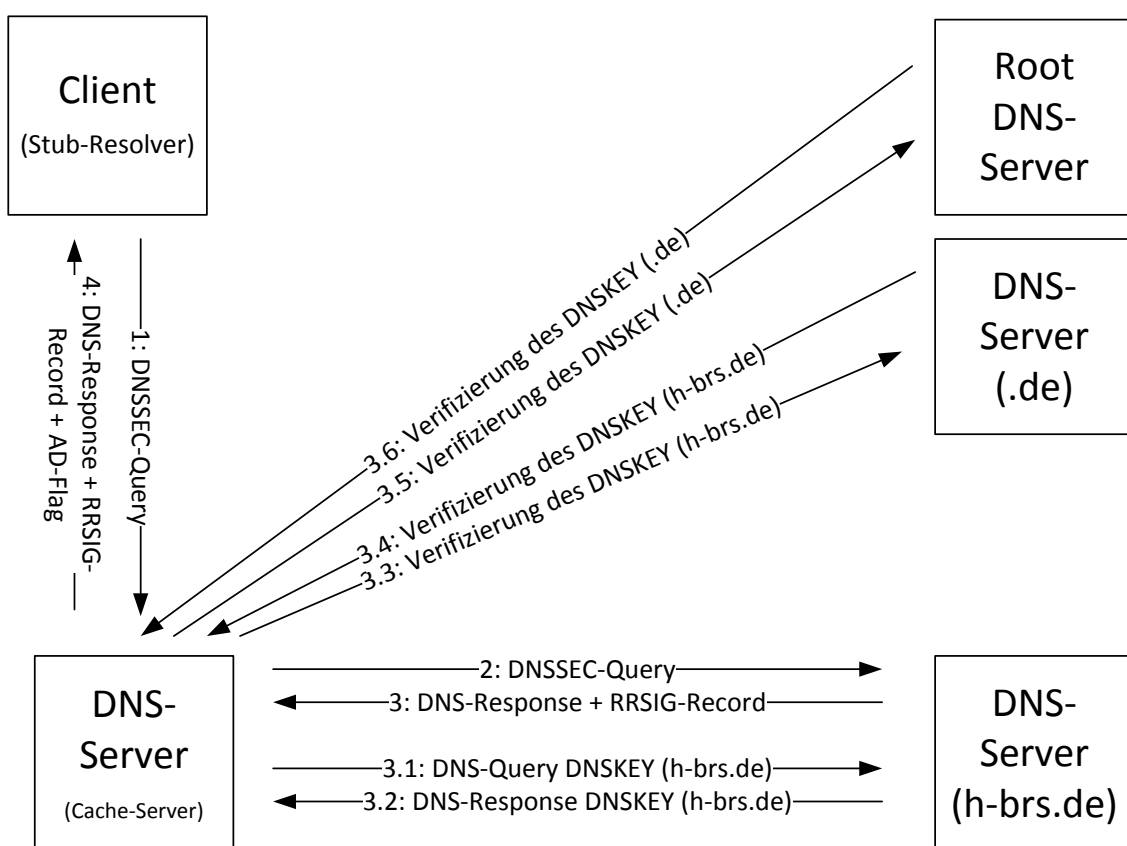 Client
(Stub-Resolver)
Root
DNS-
Server
DNS-
Server
(.de)
1: DNSSEC-Query
4: DNS-Response + RRSIG-
Record + AD-Flag
3.6: Verifizierung des DNSKEY (.de)
3.5: Verifizierung des DNSKEY (.de)
3.4: Verifizierung des DNSKEY (h-brs.de)
3.3: Verifizierung des DNSKEY (h-brs.de)
DNS-
Server
(Cache-Server)
2: DNSSEC-Query
3: DNS-Response + RRSIG-Record
3.1: DNS-Query DNSKEY (h-brs.de)
3.2: DNS-Response DNSKEY (h-brs.de)
DNS-
Server
(h-brs.de)